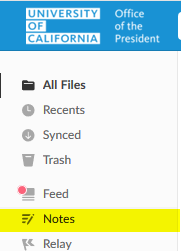 UNIVERSITY
OF
CALIFORNIA
Office
of the
President
All Files
Recents
Synced
Trash
Feed
Notes
Relay